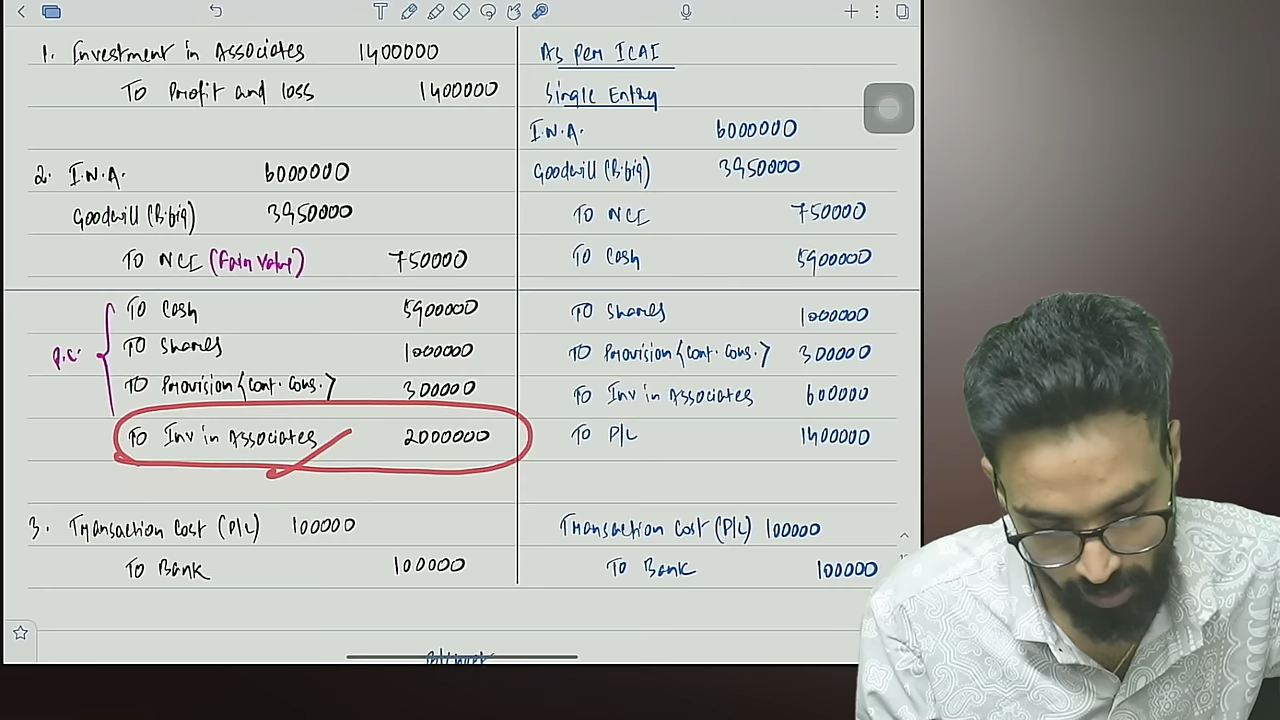 1. Investment in Associates 1400000
To Profit and loss 1400000
2. I.N.A. 6000000
Goodwill (B.fig) 3950000
To NCI (Fair Value) 750000
P.C.
To Cash 5900000
To Shares 1000000
To Provision {Cont. Cons.} 300000
To Inv in Associates 2000000
3. Transaction Cost (P/L) 100000
To Bank 100000
As Per ICAI
Single Entry
I.N.A. 6000000
Goodwill (B.fig) 3950000
To NCI 750000
To Cash 5900000
To Shares 1000000
To Provision {Cont. Cons.} 300000
To Inv in Associates 600000
To P/L 1400000
Transaction Cost (P/L) 100000
To Bank 100000